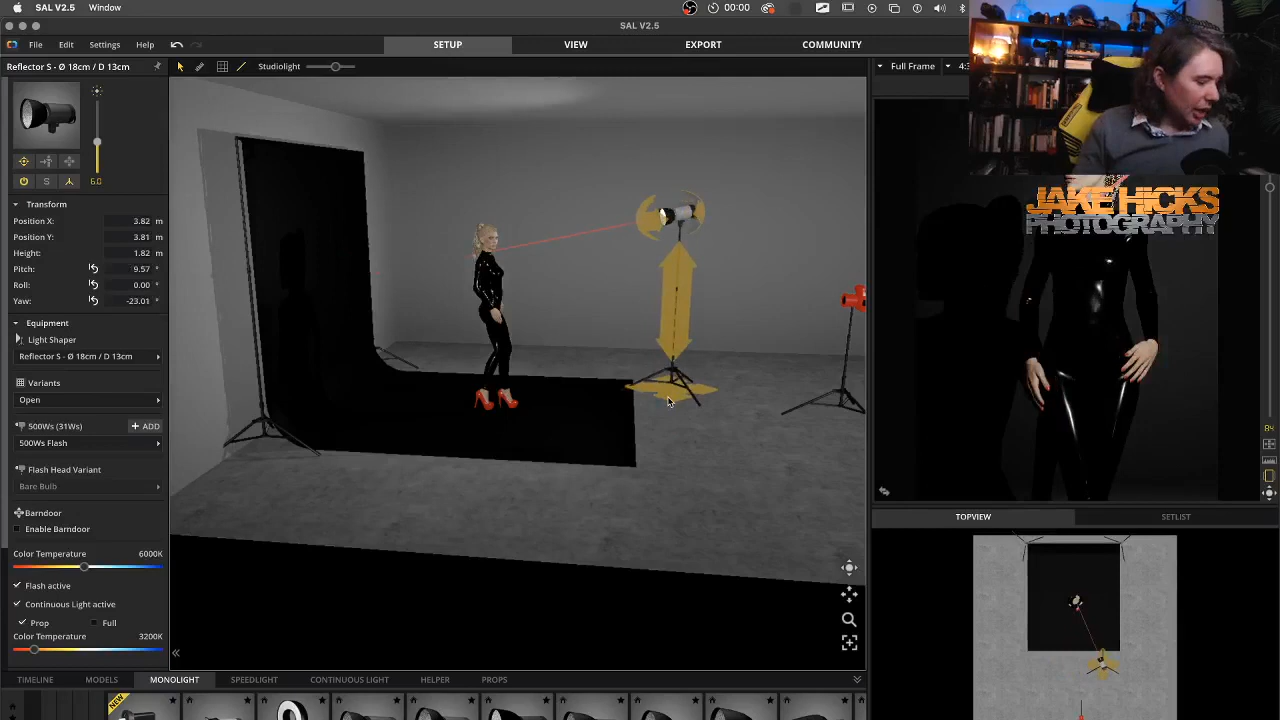 SAL V2.5 Window 00:00
SAL V2.5
File Edit Settings Help SETUP VIEW EXPORT COMMUNITY
Reflector S - Ø 18cm / D 13cm Studiolight Full Frame 4:3
6.0
Transform
Position X: 3.82 m
Position Y: 3.81 m
Height: 1.82 m
Pitch: 9.57 °
Roll: 0.00 °
Yaw: -23.01 °
Equipment
Light Shaper
Reflector S - Ø 18cm / D 13cm
Variants
Open
500Ws (31Ws) ADD
500Ws Flash
Flash Head Variant
Bare Bulb
Barndoor
Enable Barndoor
Color Temperature 6000K
Flash active
Continuous Light active
Prop Full
Color Temperature 3200K
JAKE HICKS
PHOTOGRAPHY
TOPVIEW SETLIST
TIMELINE MODELS MONOLIGHT SPEEDLIGHT CONTINUOUS LIGHT HELPER PROPS
NEW